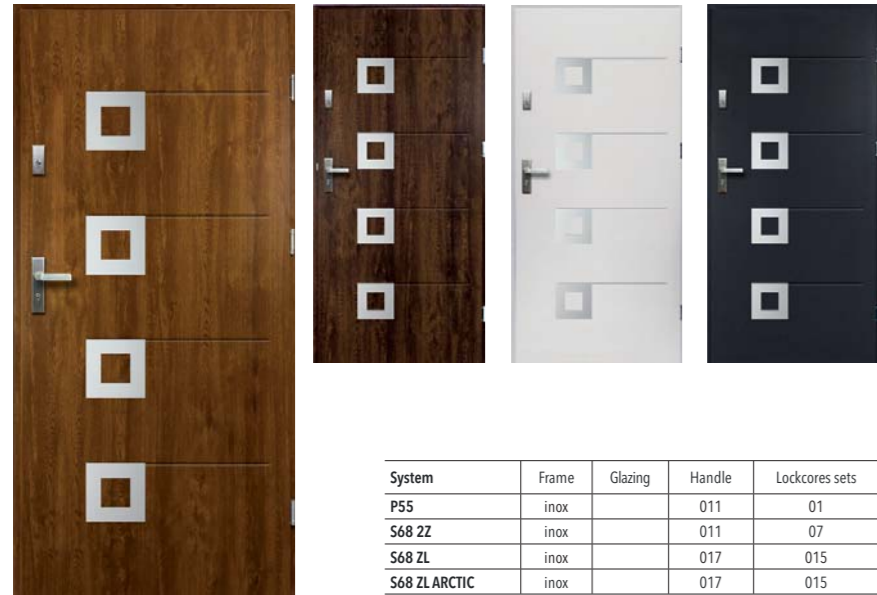 System Frame Glazing Handle Lockcores sets
P55 inox 011 01
S68 2Z inox 011 07
S68 ZL inox 017 015
S68 ZL ARCTIC inox 017 015